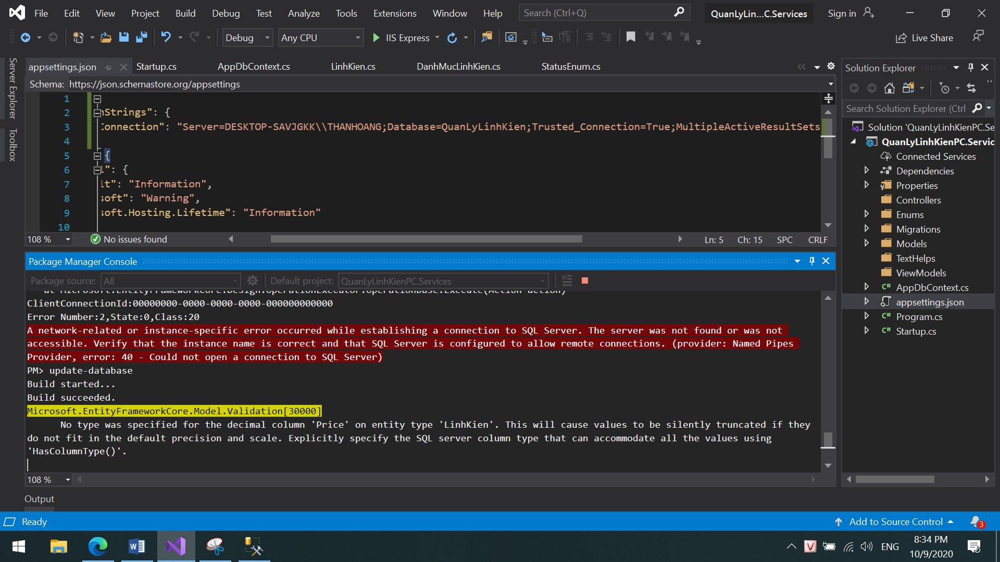 File Edit View Project Build Debug Test Analyze Tools Extensions Window Help Search (Ctrl+Q) QuanLyLin...C.Services Sign in
Debug Any CPU IIS Express Live Share
Server Explorer
Toolbox
appsettings.json Startup.cs AppDbContext.cs LinhKien.cs DanhMucLinhKien.cs StatusEnum.cs
Schema: https://json.schemastore.org/appsettings
1
2 nStrings": {
3 Connection": "Server=DESKTOP-SAVJGKK\\THANHOANG;Database=QuanLyLinhKien;Trusted_Connection=True;MultipleActiveResultSets
4
5 {
6 l": {
7 lt": "Information",
8 soft": "Warning",
9 soft.Hosting.Lifetime": "Information"
10
108 % No issues found Ln: 5 Ch: 15 SPC CRLF
Package Manager Console
Package source: All Default project: QuanLyLinhKienPC.Services
at Microsoft.EntityFrameworkCore.Design.OperationExecutor.OperationBase.Execute(Action action)
ClientConnectionId:00000000-0000-0000-0000-000000000000
Error Number:2,State:0,Class:20
A network-related or instance-specific error occurred while establishing a connection to SQL Server. The server was not found or was not
accessible. Verify that the instance name is correct and that SQL Server is configured to allow remote connections. (provider: Named Pipes
Provider, error: 40 - Could not open a connection to SQL Server)
PM> update-database
Build started...
Build succeeded.
Microsoft.EntityFrameworkCore.Model.Validation[30000]
No type was specified for the decimal column 'Price' on entity type 'LinhKien'. This will cause values to be silently truncated if they
do not fit in the default precision and scale. Explicitly specify the SQL server column type that can accommodate all the values using
'HasColumnType()'.
108 %
Output
Solution Explorer
Search Solution Explorer (Ctrl
Solution 'QuanLyLinhKienPC.Se
QuanLyLinhKienPC.Servic
Connected Services
Dependencies
Properties
Controllers
Enums
Migrations
Models
TextHelps
ViewModels
C# AppDbContext.cs
appsettings.json
C# Program.cs
C# Startup.cs
Ready Add to Source Control 3
V ENG 8:34 PM
10/9/2020